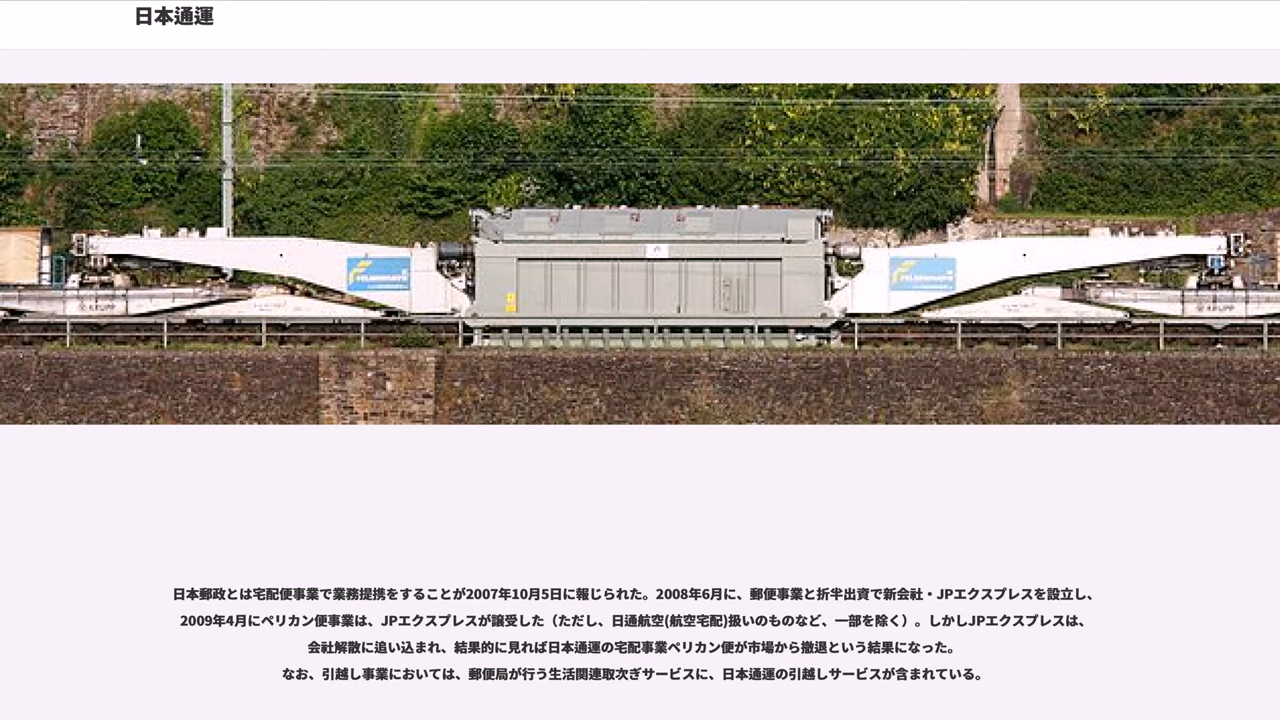 日本通運
KRUPP
KRUPP
日本郵政とは宅配便事業で業務提携をすることが2007年10月5日に報じられた。2008年6月に、郵便事業と折半出資で新会社・JPエクスプレスを設立し、
2009年4月にペリカン便事業は、JPエクスプレスが譲受した（ただし、日通航空(航空宅配)扱いのものなど、一部を除く）。しかしJPエクスプレスは、
会社解散に追い込まれ、結果的に見れば日本通運の宅配事業ペリカン便が市場から撤退という結果になった。
なお、引越し事業においては、郵便局が行う生活関連取次ぎサービスに、日本通運の引越しサービスが含まれている。